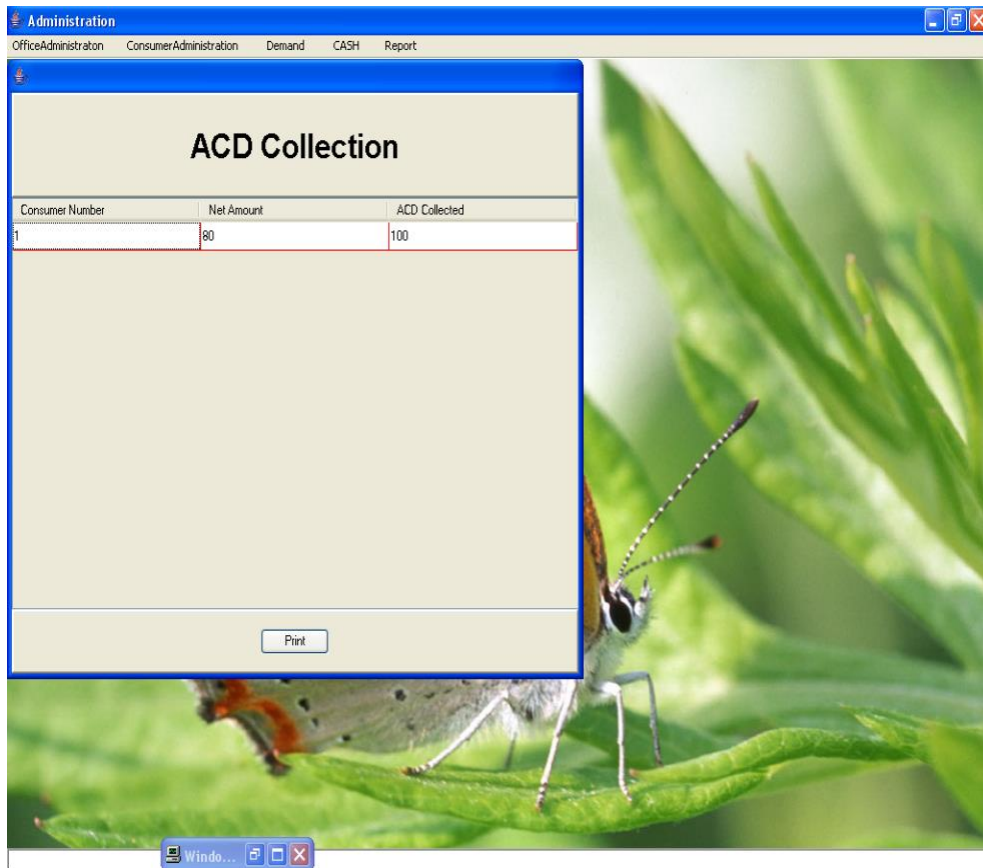 Administration
OfficeAdministraton ConsumerAdministration Demand CASH Report
ACD Collection
Consumer Number Net Amount ACD Collected
1 80 100
Print
Windo...